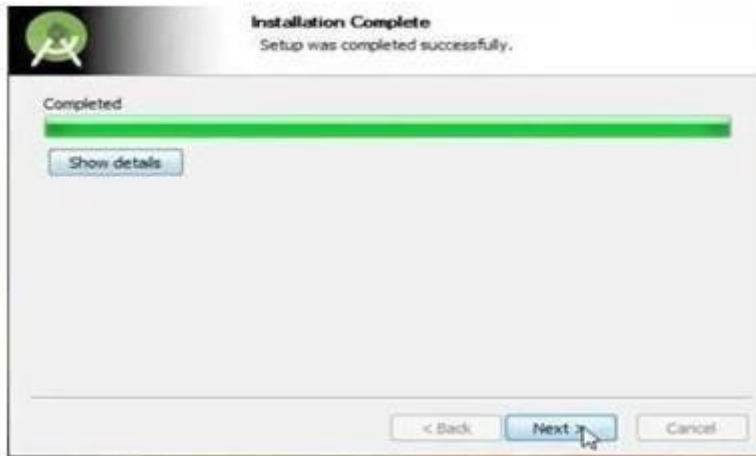 Installation Complete
Setup was completed successfully.
Completed
Show details
< Back
Next >
Cancel